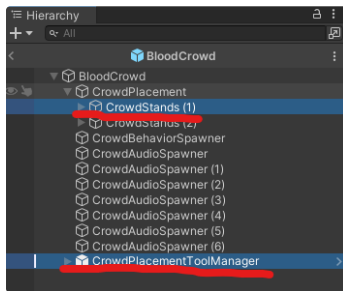 Hierarchy
All
BloodCrowd
BloodCrowd
CrowdPlacement
CrowdStands (1)
CrowdStands (2)
CrowdBehaviorSpawner
CrowdAudioSpawner
CrowdAudioSpawner (1)
CrowdAudioSpawner (2)
CrowdAudioSpawner (3)
CrowdAudioSpawner (4)
CrowdAudioSpawner (5)
CrowdAudioSpawner (6)
CrowdPlacementToolManager